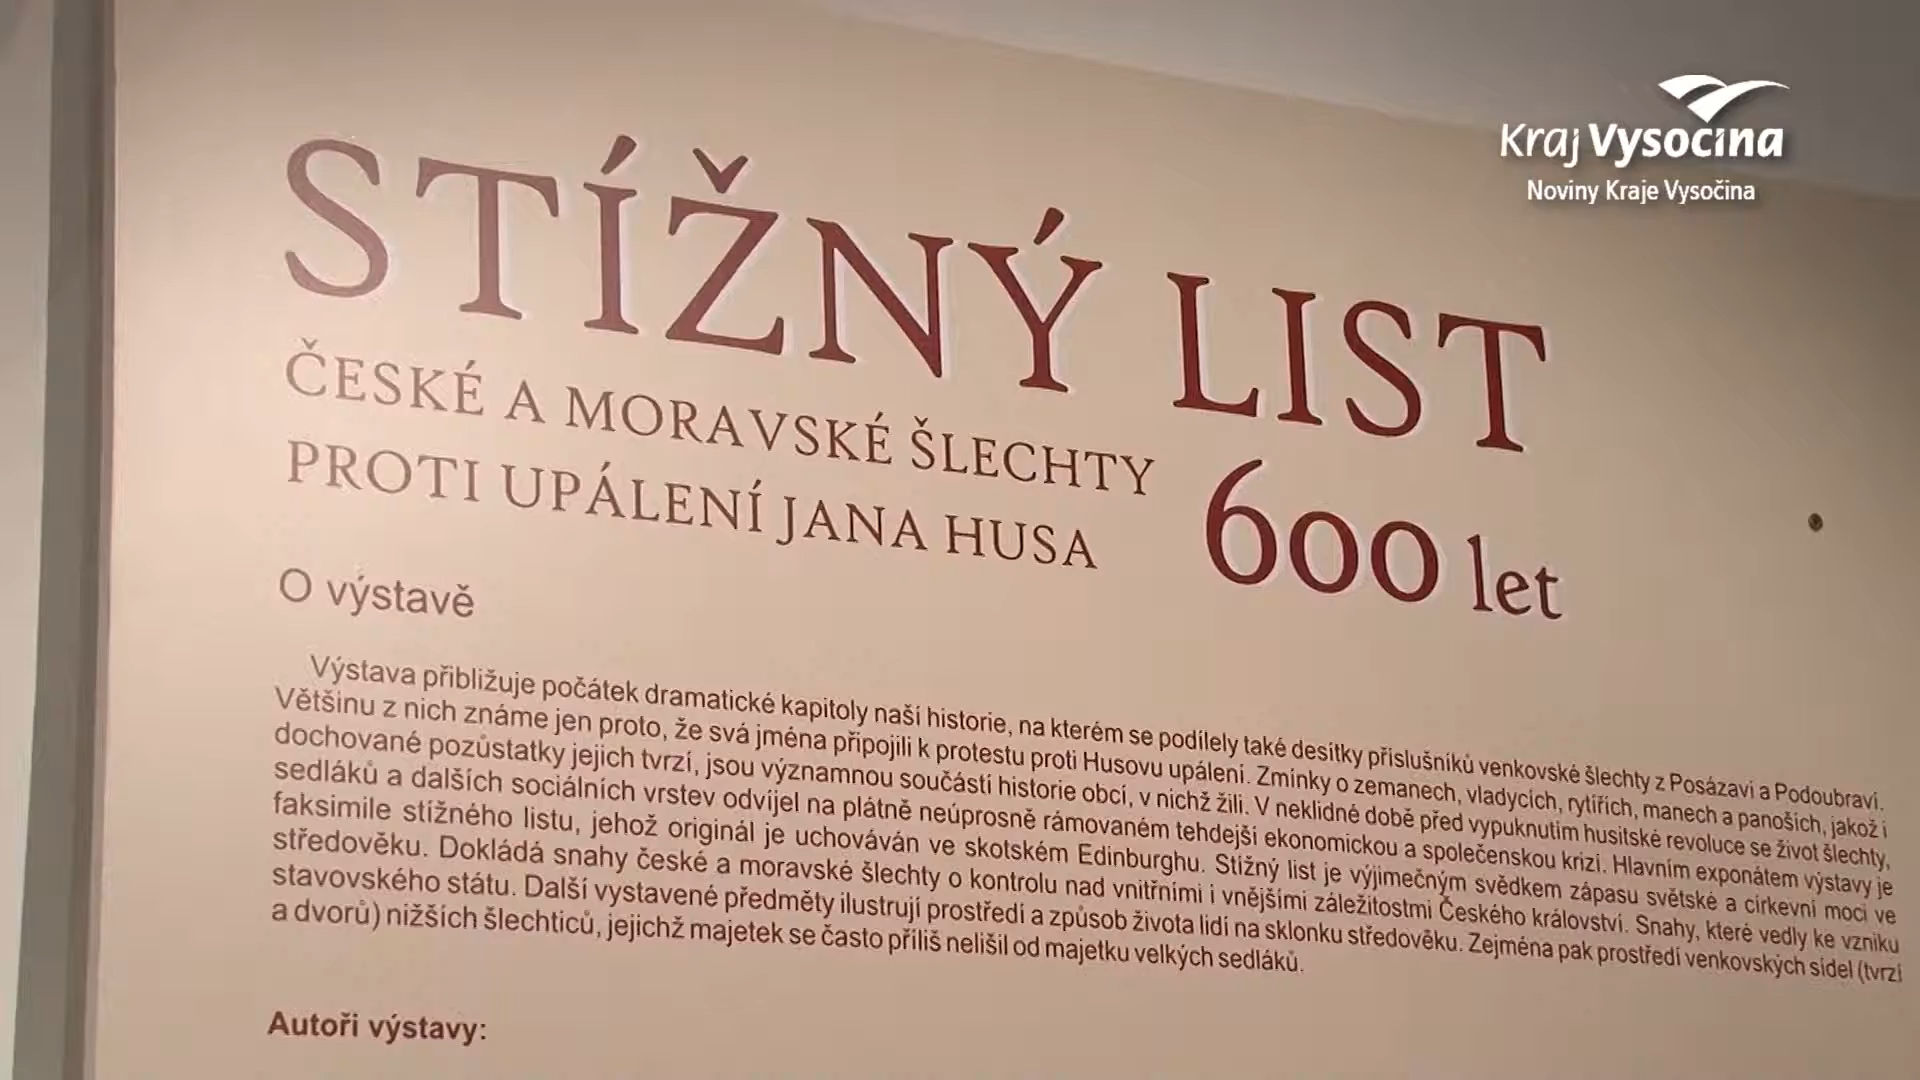 Kraj Vysočina
Noviny Kraje Vysočina
STÍŽNÝ LIST
ČESKÉ A MORAVSKÉ ŠLECHTY
PROTI UPÁLENÍ JANA HUSA
600 let
O výstavě
Výstava přibližuje počátek dramatické kapitoly naší historie, na kterém se podílely také desítky příslušníků venkovské šlechty z Posázaví a Podoubraví.
Většinu z nich známe jen proto, že svá jména připojili k protestu proti Husovu upálení. Zmínky o zemanech, vladycích, rytířích, manech a panoších, jakož i
dochované pozůstatky jejich tvrzí, jsou významnou součástí historie obcí, v nichž žili. V neklidné době před vypuknutím husitské revoluce se život šlechty,
sedláků a dalších sociálních vrstev odvíjel na plátně neúprosně rámovaném tehdejší ekonomickou a společenskou krizí. Hlavním exponátem výstavy je
faksimile stížného listu, jehož originál je uchováván ve skotském Edinburghu. Stížný list je výjimečným svědkem zápasu světské a církevní moci ve
středověku. Dokládá snahy české a moravské šlechty o kontrolu nad vnitřními i vnějšími záležitostmi Českého království. Snahy, které vedly ke vzniku
stavovského státu. Další vystavené předměty ilustrují prostředí a způsob života lidí na sklonku středověku. Zejména pak prostředí venkovských sídel (tvrzí
a dvorů) nižších šlechticů, jejichž majetek se často příliš nelišil od majetku velkých sedláků.
Autoři výstavy: